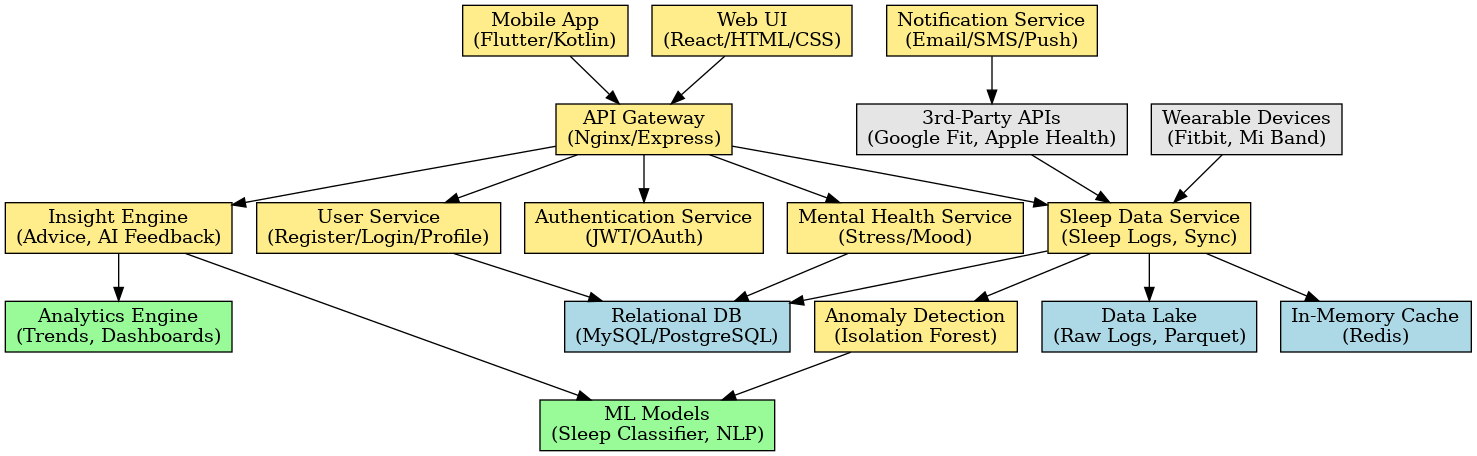 Mobile App
(Flutter/Kotlin)
Web UI
(React/HTML/CSS)
Notification Service
(Email/SMS/Push)
API Gateway
(Nginx/Express)
3rd-Party APIs
(Google Fit, Apple Health)
Wearable Devices
(Fitbit, Mi Band)
Insight Engine
(Advice, AI Feedback)
User Service
(Register/Login/Profile)
Authentication Service
(JWT/OAuth)
Mental Health Service
(Stress/Mood)
Sleep Data Service
(Sleep Logs, Sync)
Analytics Engine
(Trends, Dashboards)
Relational DB
(MySQL/PostgreSQL)
Anomaly Detection
(Isolation Forest)
Data Lake
(Raw Logs, Parquet)
In-Memory Cache
(Redis)
ML Models
(Sleep Classifier, NLP)